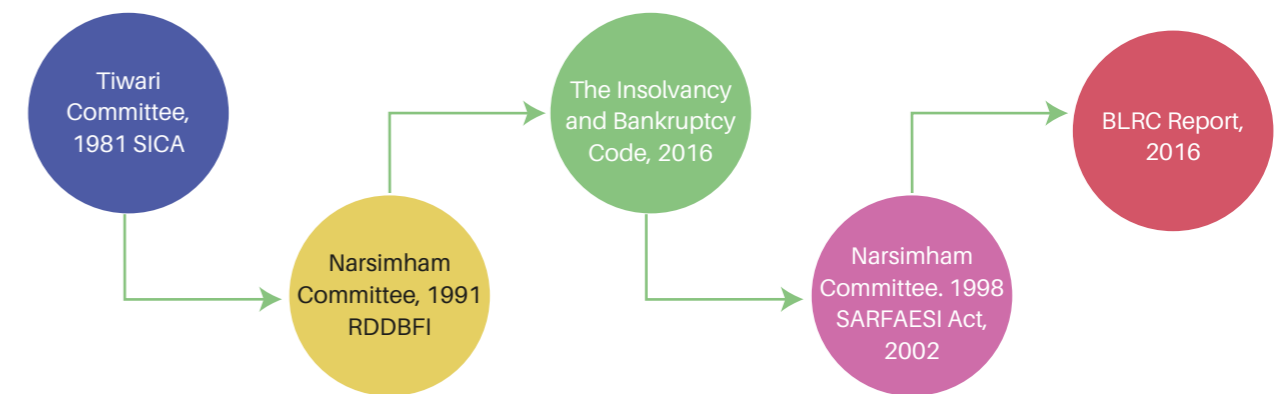 Tiwari
Committee,
1981 SICA
Narsimham
Committee, 1991
RDDBFI
The Insolvancy
and Bankruptcy
Code, 2016
Narsimham
Committee. 1998
SARFAESI Act,
2002
BLRC Report,
2016